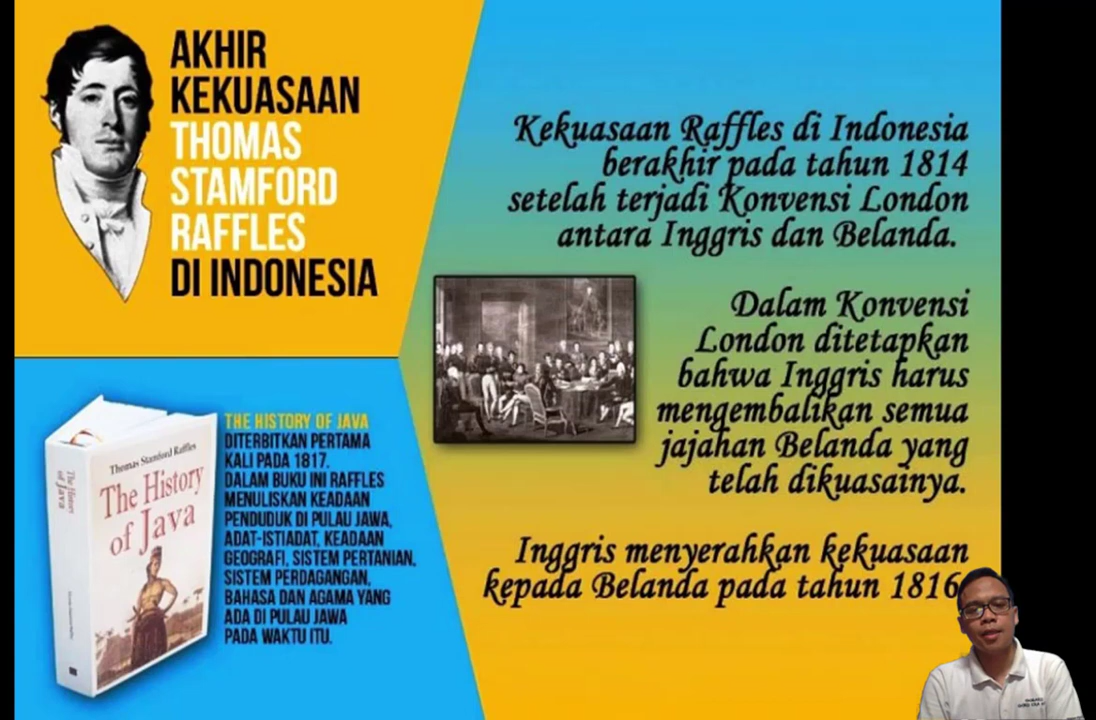 AKHIR
KEKUASAAN
THOMAS
STAMFORD
RAFFLES
DI INDONESIA
Kekuasaan Raffles di Indonesia
berakhir pada tahun 1814
setelah terjadi Konvensi London
antara Inggris dan Belanda.
Dalam Konvensi
London ditetapkan
bahwa Inggris harus
mengembalikan semua
jajahan Belanda yang
telah dikuasainya.
Inggris menyerahkan kekuasaan
kepada Belanda pada tahun 1816
THE HISTORY OF JAVA
DITERBITKAN PERTAMA
KALI PADA 1817.
DALAM BUKU INI RAFFLES
MENULISKAN KEADAAN
PENDUDUK DI PULAU JAWA,
ADAT-ISTIADAT, KEADAAN
GEOGRAFI, SISTEM PERTANIAN,
SISTEM PERDAGANGAN,
BAHASA DAN AGAMA YANG
ADA DI PULAU JAWA
PADA WAKTU ITU.
Thomas Stamford Raffles
The History
of Java
The History
of Java